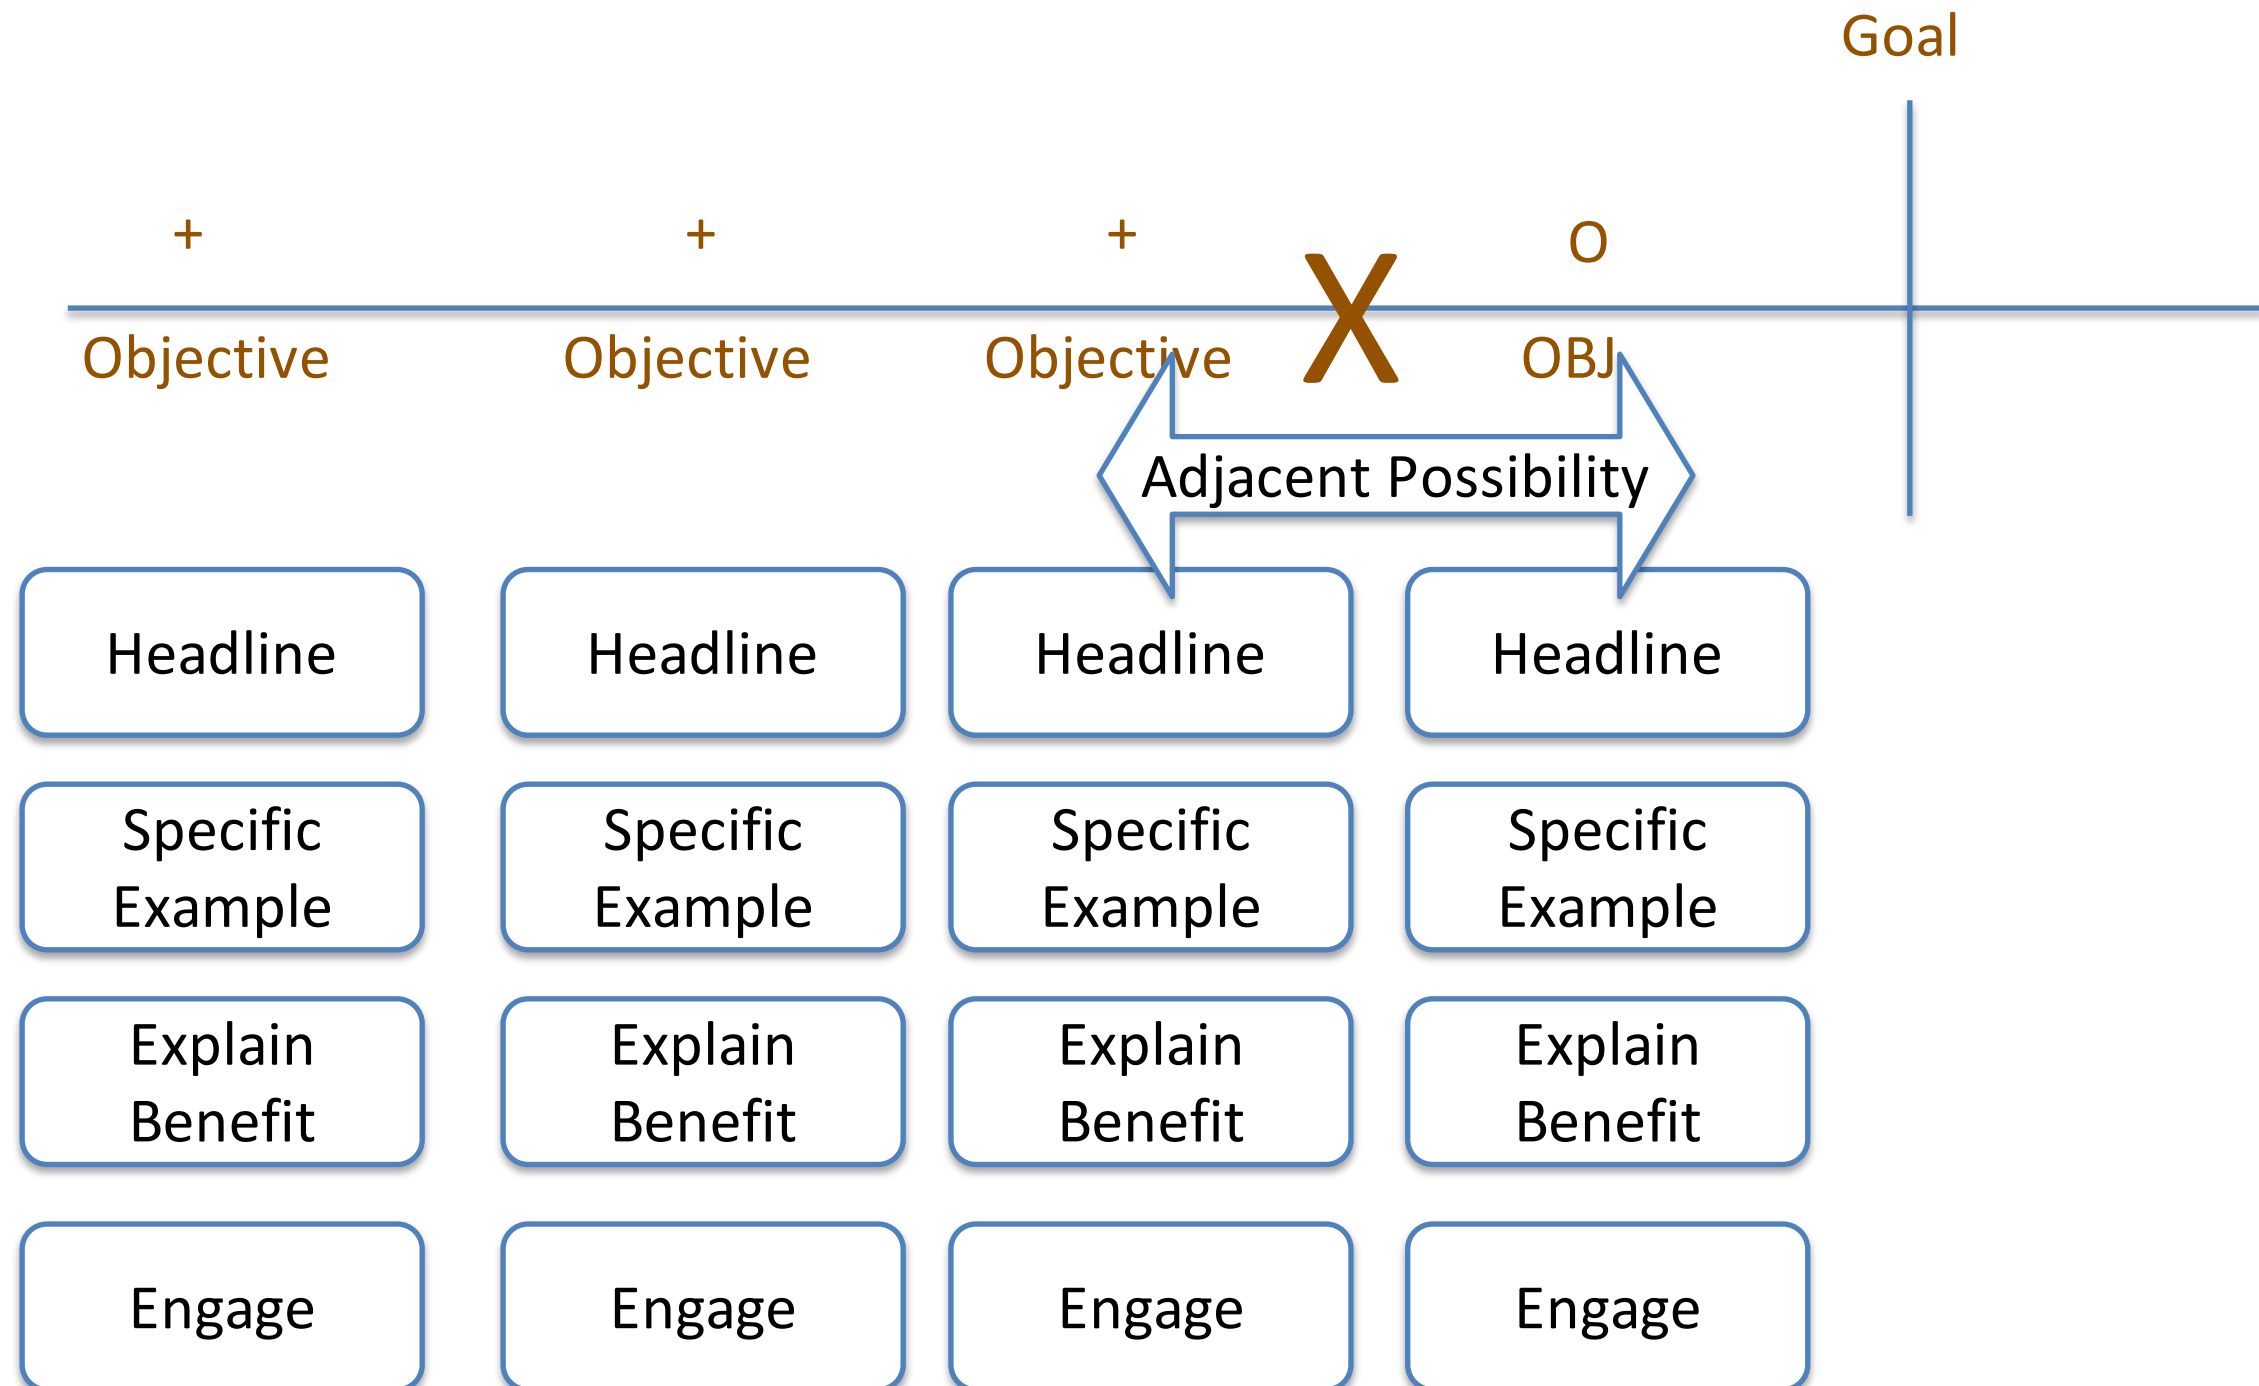 Goal
+ + + O
X
Objective Objective Objective OBJ
Adjacent Possibility
Headline Headline Headline Headline
Specific Specific Specific Specific
Example Example Example Example
Explain Explain Explain Explain
Benefit Benefit Benefit Benefit
Engage Engage Engage Engage